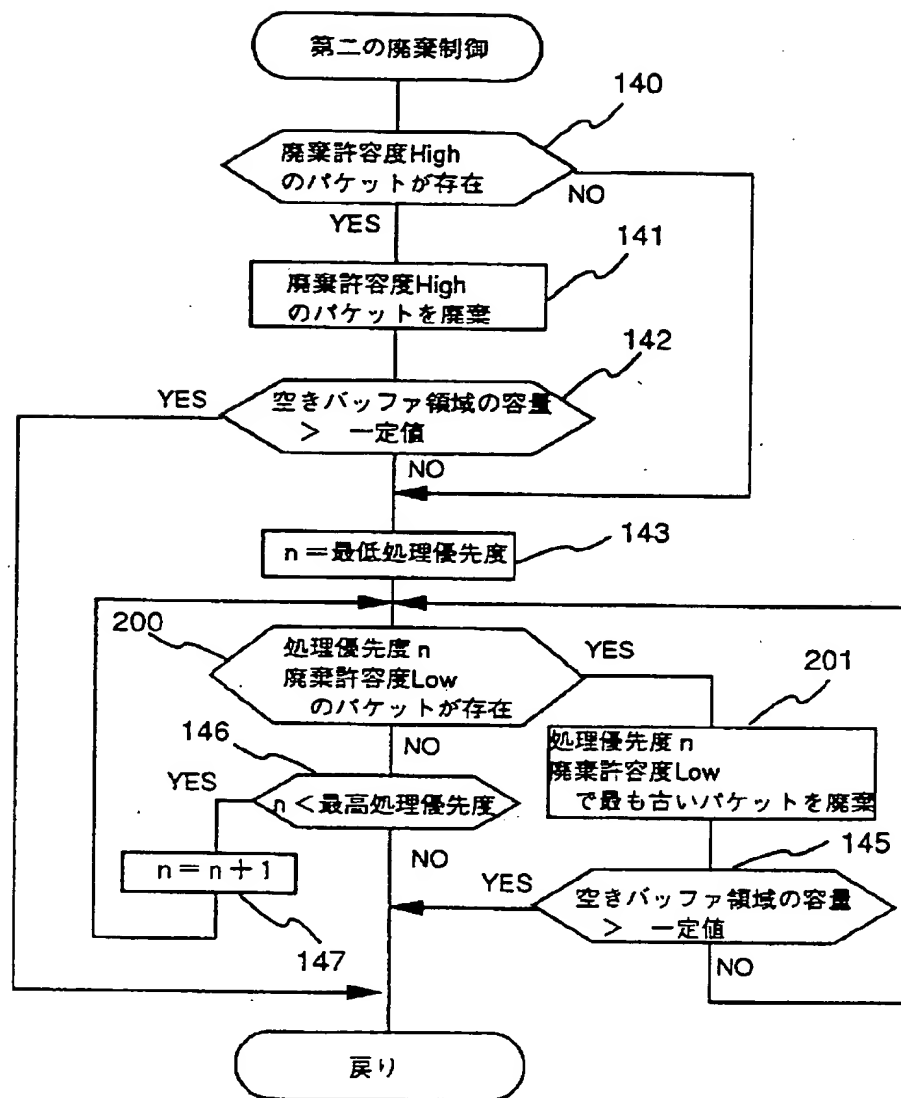 第二の廃棄制御
140
廃棄許容度High
のパケットが存在
NO
YES
141
廃棄許容度High
のパケットを廃棄
142
YES
空きバッファ領域の容量
> 一定値
NO
n=最低処理優先度
143
200
処理優先度n
廃棄許容度Low
のパケットが存在
YES
201
146
NO
処理優先度n
廃棄許容度Low
で最も古いパケットを廃棄
YES
n<最高処理優先度
145
n=n+1
NO
YES
空きバッファ領域の容量
> 一定値
147
NO
戻り